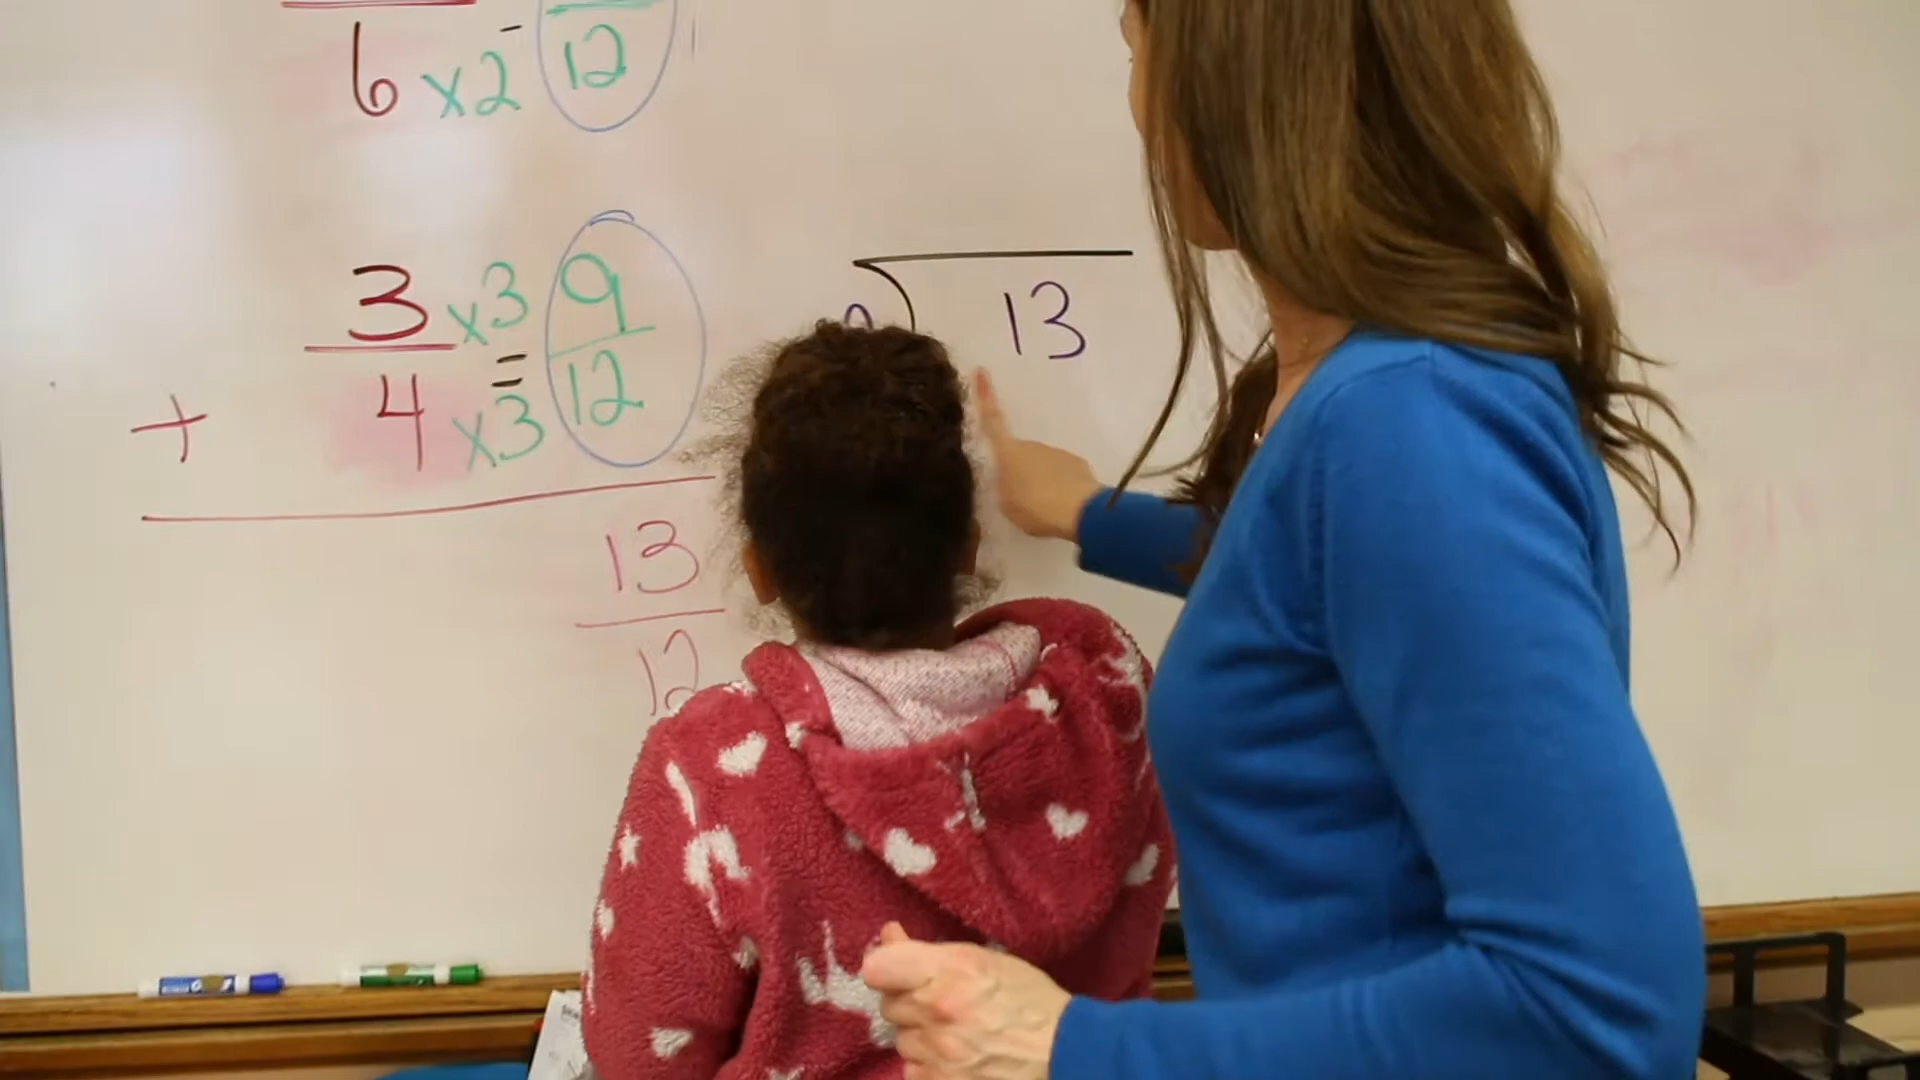 6 x2 = 12
3 x3 9
=
4 x3 12
+
13
13
12